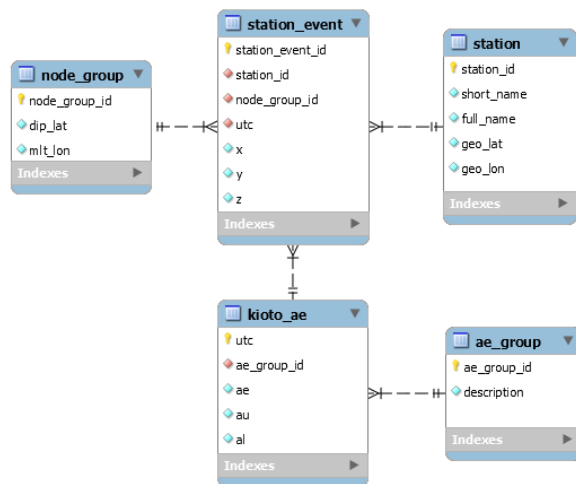 station_event
station_event_id
station_id
node_group_id
utc
x
y
z
Indexes
node_group
node_group_id
dip_lat
mlt_lon
Indexes
station
station_id
short_name
full_name
geo_lat
geo_lon
Indexes
kioto_ae
utc
ae_group_id
ae
au
al
Indexes
ae_group
ae_group_id
description
Indexes